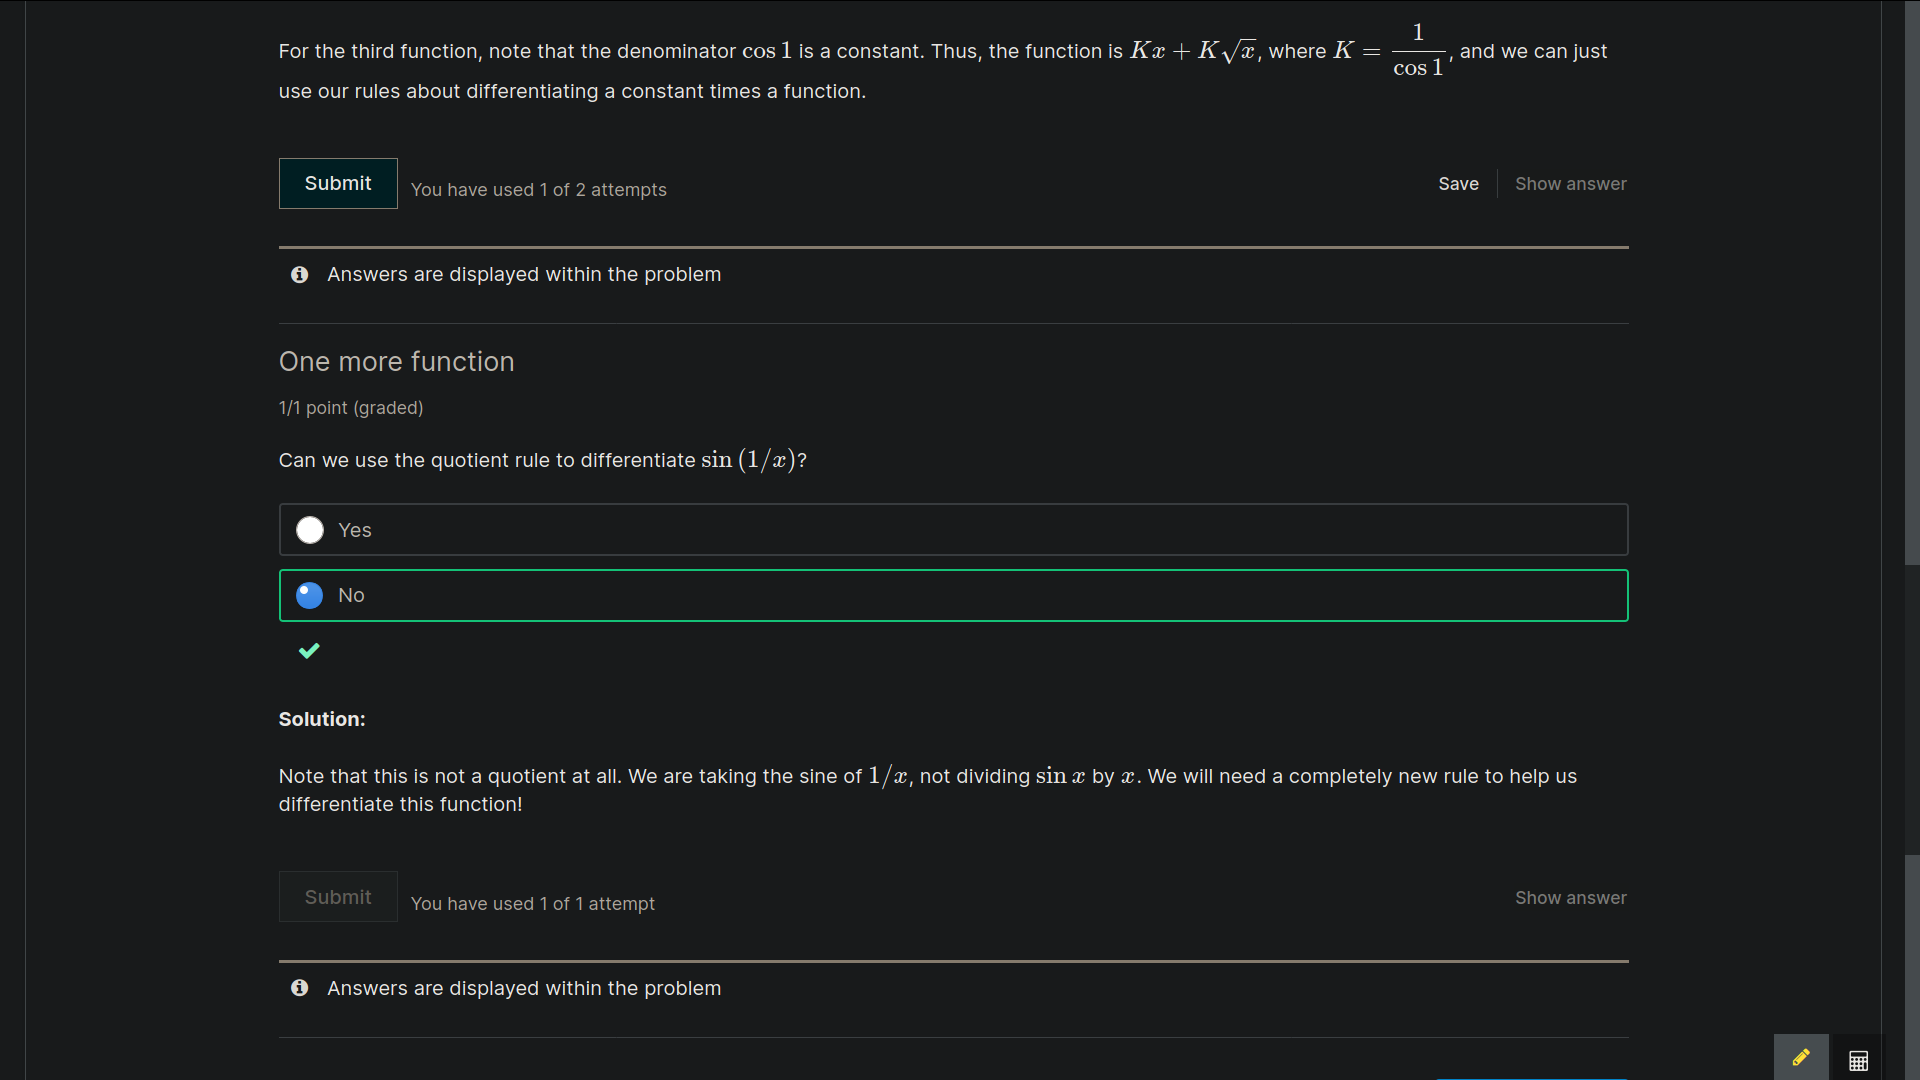 For the third function, note that the denominator cos 1 is a constant. Thus, the function is Kx + K√x, where K = 1/cos 1, and we can just
use our rules about differentiating a constant times a function.
Submit
You have used 1 of 2 attempts
Save
Show answer
Answers are displayed within the problem
One more function
1/1 point (graded)
Can we use the quotient rule to differentiate sin (1/x)?
Yes
No
Solution:
Note that this is not a quotient at all. We are taking the sine of 1/x, not dividing sin x by x. We will need a completely new rule to help us
differentiate this function!
Submit
You have used 1 of 1 attempt
Show answer
Answers are displayed within the problem